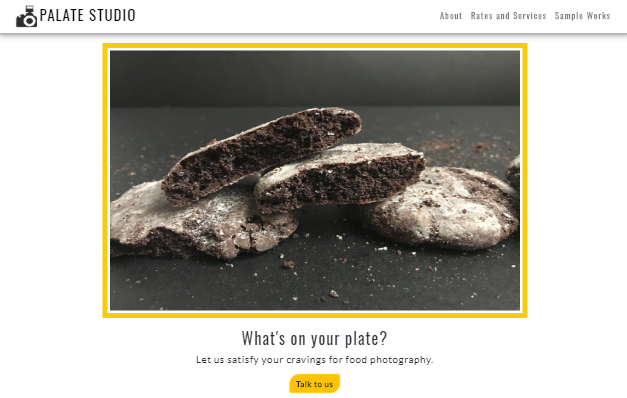 PALATE STUDIO
About Rates and Services Sample Works
What's on your plate?
Let us satisfy your cravings for food photography.
Talk to us